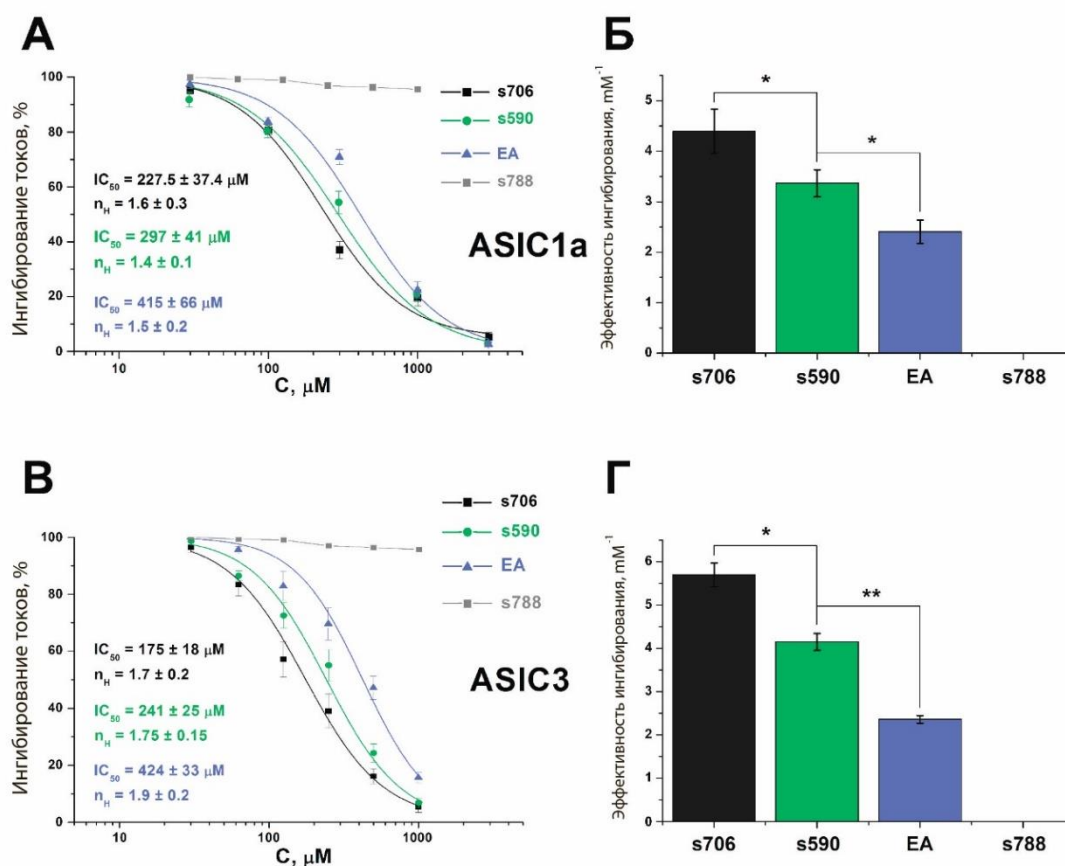 А
Ингибирование токов, %
100
80
60
40
20
0
10
100
1000
C, µM
s706
s590
EA
s788
IC50 = 227.5 ± 37.4 µM
nH = 1.6 ± 0.3
IC50 = 297 ± 41 µM
nH = 1.4 ± 0.1
IC50 = 415 ± 66 µM
nH = 1.5 ± 0.2
ASIC1a
Б
Эффективность ингибирования, mM-1
5
4
3
2
1
0
*
*
s706
s590
EA
s788
В
Ингибирование токов, %
100
80
60
40
20
0
10
100
1000
C, µM
s706
s590
EA
s788
IC50 = 175 ± 18 µM
nH = 1.7 ± 0.2
IC50 = 241 ± 25 µM
nH = 1.75 ± 0.15
IC50 = 424 ± 33 µM
nH = 1.9 ± 0.2
ASIC3
Г
Эффективность ингибирования, mM-1
6
5
4
3
2
1
0
*
**
s706
s590
EA
s788